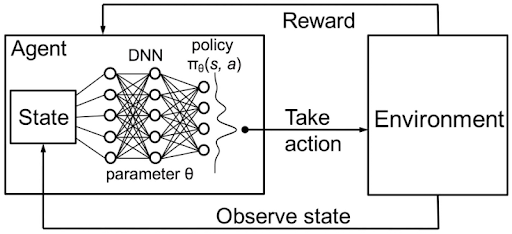 Reward
Agent
DNN
policy
πθ(s, a)
State
Take
action
Environment
parameter θ
Observe state